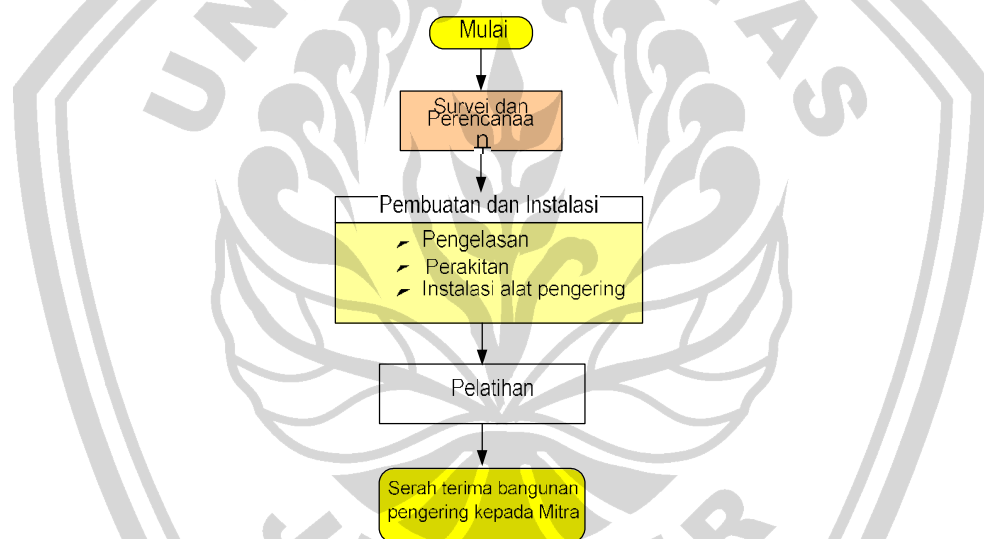 Mulai
Survei dan
Perencanaa
n
Pembuatan dan Instalasi
Pengelasan
Perakitan
Instalasi alat pengering
Pelatihan
Serah terima bangunan
pengering kepada Mitra